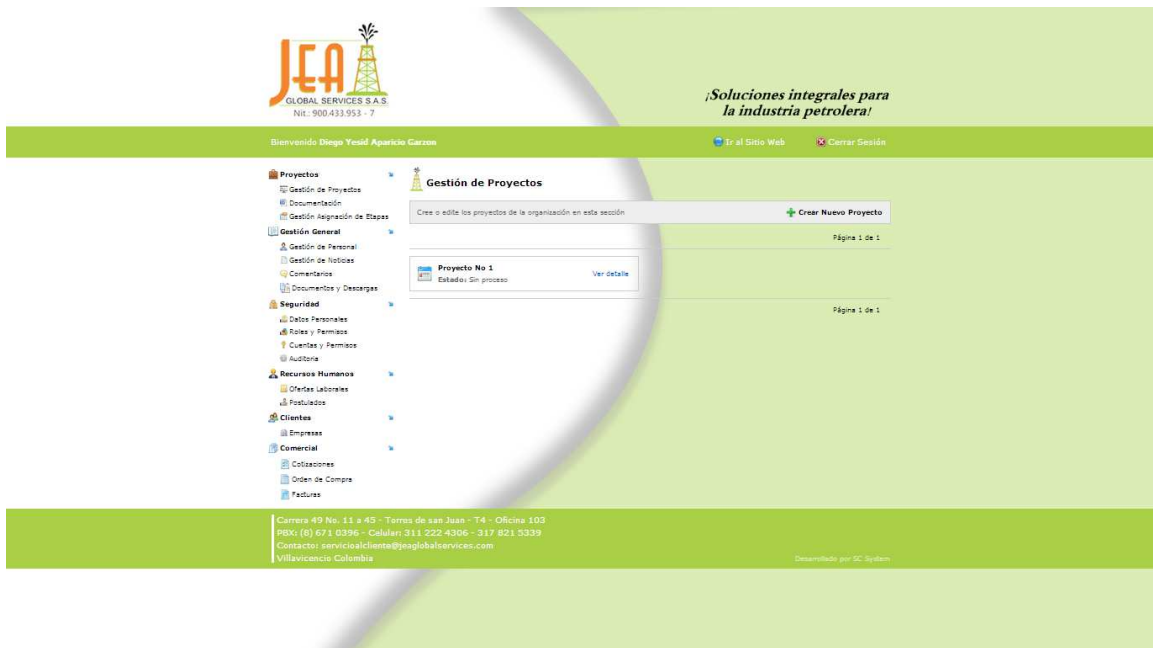 JEA
GLOBAL SERVICES S.A.S.
Nit.: 900.433.953 - 7
¡Soluciones integrales para
la industria petrolera!
Bienvenido Diego Yesid Aparicio Garzon
Ir al Sitio Web
Cerrar Sesión
Proyectos
Gestión de Proyectos
Documentación
Gestión Asignación de Etapas
Gestión General
Gestión de Personal
Gestión de Noticias
Comentarios
Documentos y Descargas
Seguridad
Datos Personales
Roles y Permisos
Cuentas y Permisos
Auditoria
Recursos Humanos
Ofertas Laborales
Postulados
Clientes
Empresas
Comercial
Cotizaciones
Orden de Compra
Facturas
Gestión de Proyectos
Cree o edite los proyectos de la organización en esta sección
Crear Nuevo Proyecto
Página 1 de 1
Proyecto No 1
Estado: Sin proceso
Ver detalle
Página 1 de 1
Carrera 49 No. 11 a 45 - Torres de san Juan - T4 - Oficina 103
PBX: (8) 671 0396 - Celular: 311 222 4306 - 317 821 5339
Contacto: servicioalcliente@jeaglobalservices.com
Villavicencio Colombia
Desarrollado por SC System